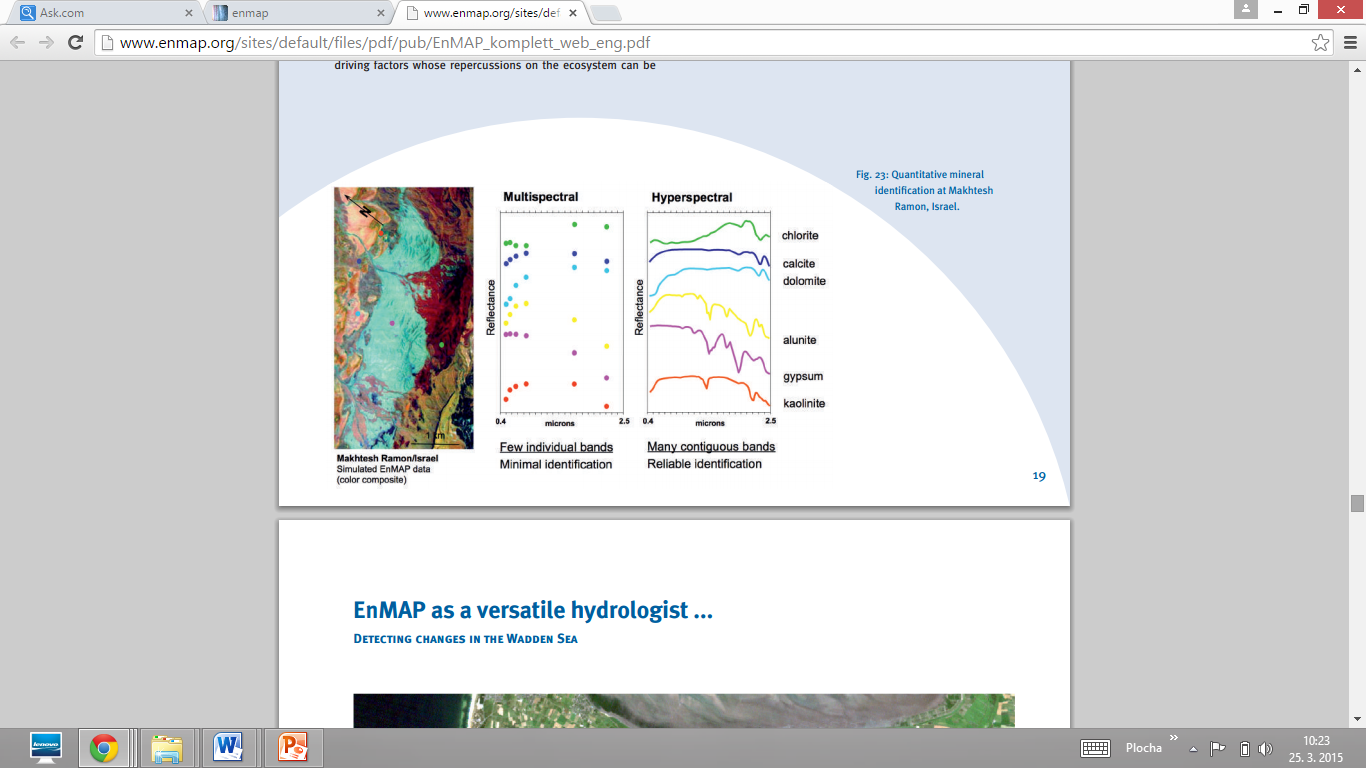 Ask.com
enmap
www.enmap.org/sites/def
www.enmap.org/sites/default/files/pdf/pub/EnMAP_komplett_web_eng.pdf
driving factors whose repercussions on the ecosystem can be
Fig. 23: Quantitative mineral
identification at Makhtesh
Ramon, Israel.
N
1 km
Makhtesh Ramon/Israel
Simulated EnMAP data
(color composite)
Multispectral
Reflectance
0.4
microns
2.5
Few individual bands
Minimal identification
Hyperspectral
Reflectance
0.4
microns
2.5
Many contiguous bands
Reliable identification
chlorite
calcite
dolomite
alunite
gypsum
kaolinite
19
EnMAP as a versatile hydrologist ...
Detecting changes in the Wadden Sea
lenovo
Plocha
10:23
25. 3. 2015